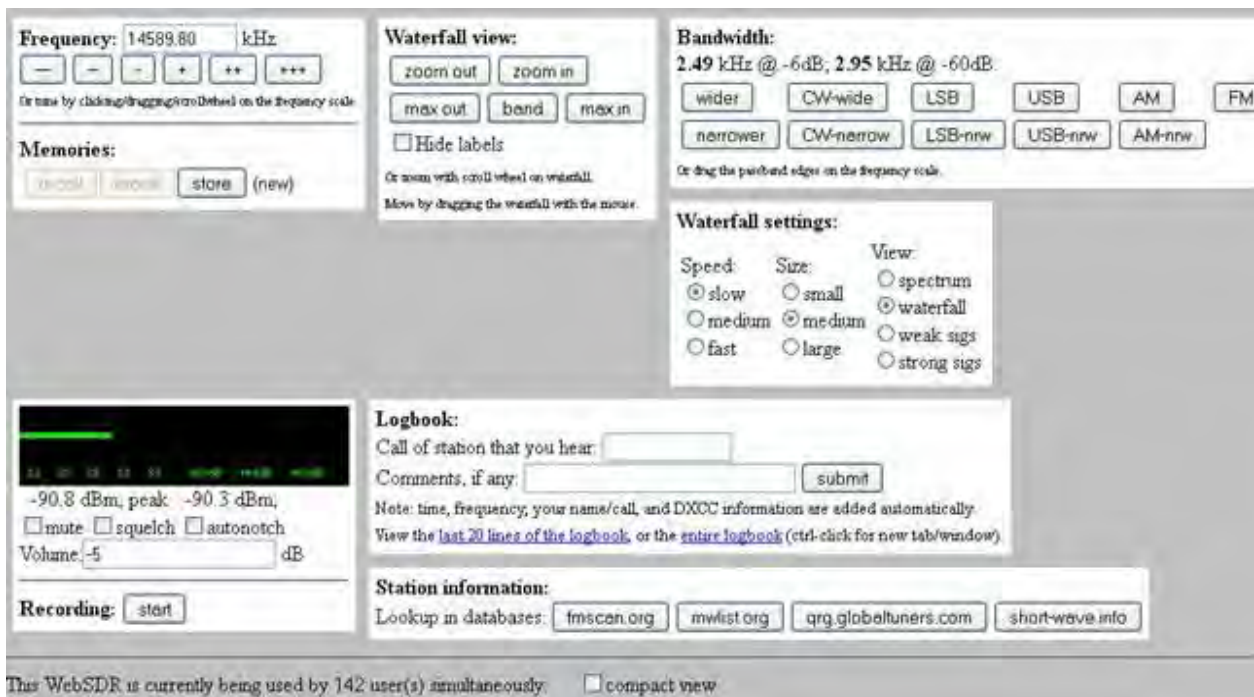 Frequency: 14589.80 kHz
--- -- - + ++ +++
Or tune by clicking/dragging/scrollwheel on the frequency scale
Memories:
store (new)
Waterfall view:
zoom out zoom in
max out band max in
Hide labels
Or zoom with scroll wheel on waterfall.
Move by dragging the waterfall with the mouse.
Bandwidth:
2.49 kHz @ -6dB; 2.95 kHz @ -60dB.
wider CW-wide LSB USB AM FM
narrower CW-narrow LSB-nrw USB-nrw AM-nrw
Or drag the passband edges on the frequency scale.
Waterfall settings:
Speed: Size: View:
slow small spectrum
medium medium waterfall
fast large weak sigs
strong sigs
-90.8 dBm, peak -90.3 dBm,
mute squelch autonotch
Volume: -5 dB
Recording: start
Logbook:
Call of station that you hear:
Comments, if any: submit
Note: time, frequency, your name/call, and DXCC information are added automatically.
View the last 20 lines of the logbook, or the entire logbook (ctrl-click for new tab/window)
Station information:
Lookup in databases: fmscan.org mwlist.org qrg.globaltuners.com short-wave.info
This WebSDR is currently being used by 142 user(s) simultaneously: compact view